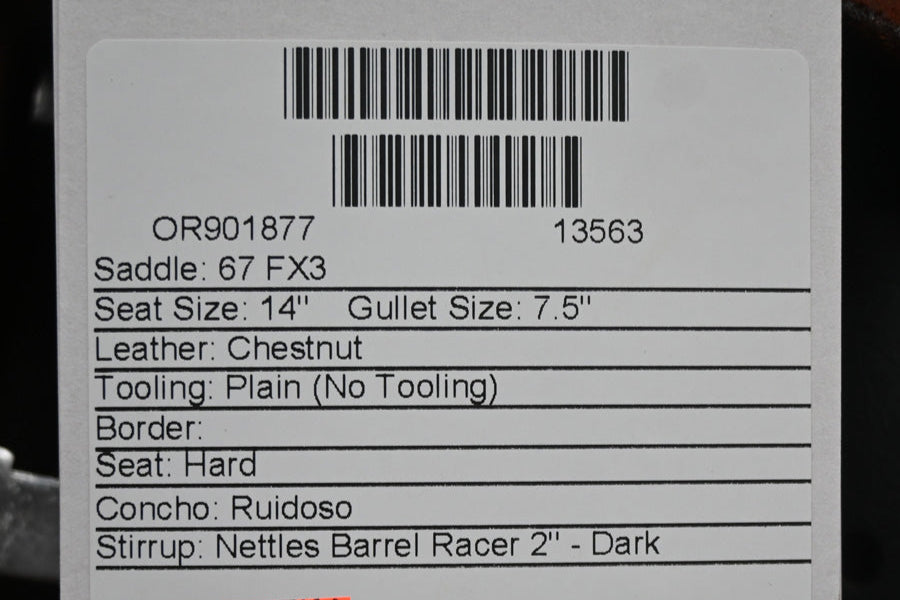 OR901877 13563
Saddle: 67 FX3
Seat Size: 14" Gullet Size: 7.5"
Leather: Chestnut
Tooling: Plain (No Tooling)
Border:
Seat: Hard
Concho: Ruidoso
Stirrup: Nettles Barrel Racer 2" - Dark